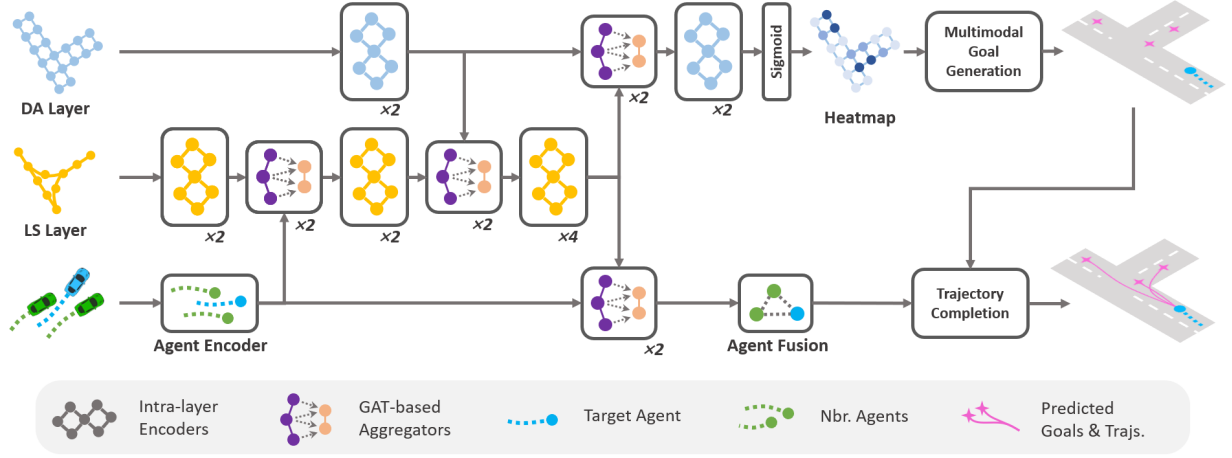 DA Layer
×2
×2
×2
Sigmoid
Heatmap
Multimodal
Goal
Generation
LS Layer
×2
×2
×2
×2
×4
Agent Encoder
×2
Agent Fusion
Trajectory
Completion
Intra-layer
Encoders
GAT-based
Aggregators
Target Agent
Nbr. Agents
Predicted
Goals & Trajs.